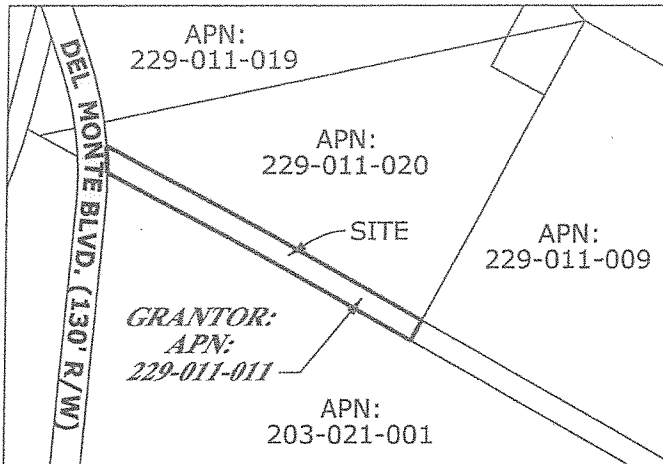 APN:
229-011-019
DEL MONTE BLVD. (130' R/W)
APN:
229-011-020
SITE
APN:
229-011-009
GRANTOR:
APN:
229-011-011
APN:
203-021-001